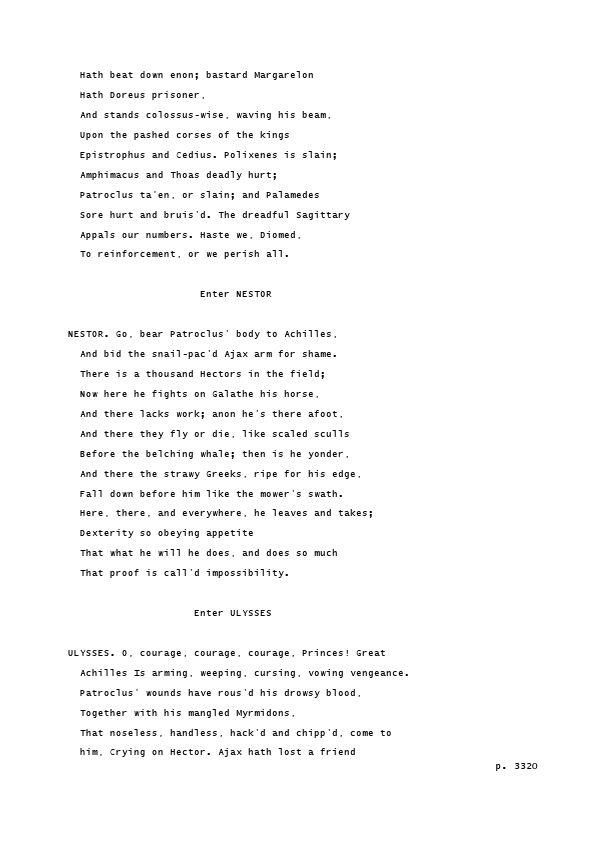 Hath beat down enon; bastard Margarelon
Hath Doreus prisoner,
And stands colossus-wise, waving his beam,
Upon the pashed corses of the kings
Epistrophus and Cedius. Polixenes is slain;
Amphimacus and Thoas deadly hurt;
Patroclus ta'en, or slain; and Palamedes
Sore hurt and bruis'd. The dreadful Sagittary
Appals our numbers. Haste we, Diomed,
To reinforcement, or we perish all.
Enter NESTOR
NESTOR. Go, bear Patroclus' body to Achilles,
And bid the snail-pac'd Ajax arm for shame.
There is a thousand Hectors in the field;
Now here he fights on Galathe his horse,
And there lacks work; anon he's there afoot,
And there they fly or die, like scaled sculls
Before the belching whale; then is he yonder,
And there the strawy Greeks, ripe for his edge,
Fall down before him like the mower's swath.
Here, there, and everywhere, he leaves and takes;
Dexterity so obeying appetite
That what he will he does, and does so much
That proof is call'd impossibility.
Enter ULYSSES
ULYSSES. O, courage, courage, courage, Princes! Great
Achilles Is arming, weeping, cursing, vowing vengeance.
Patroclus' wounds have rous'd his drowsy blood,
Together with his mangled Myrmidons,
That noseless, handless, hack'd and chipp'd, come to
him, Crying on Hector. Ajax hath lost a friend
p. 3320